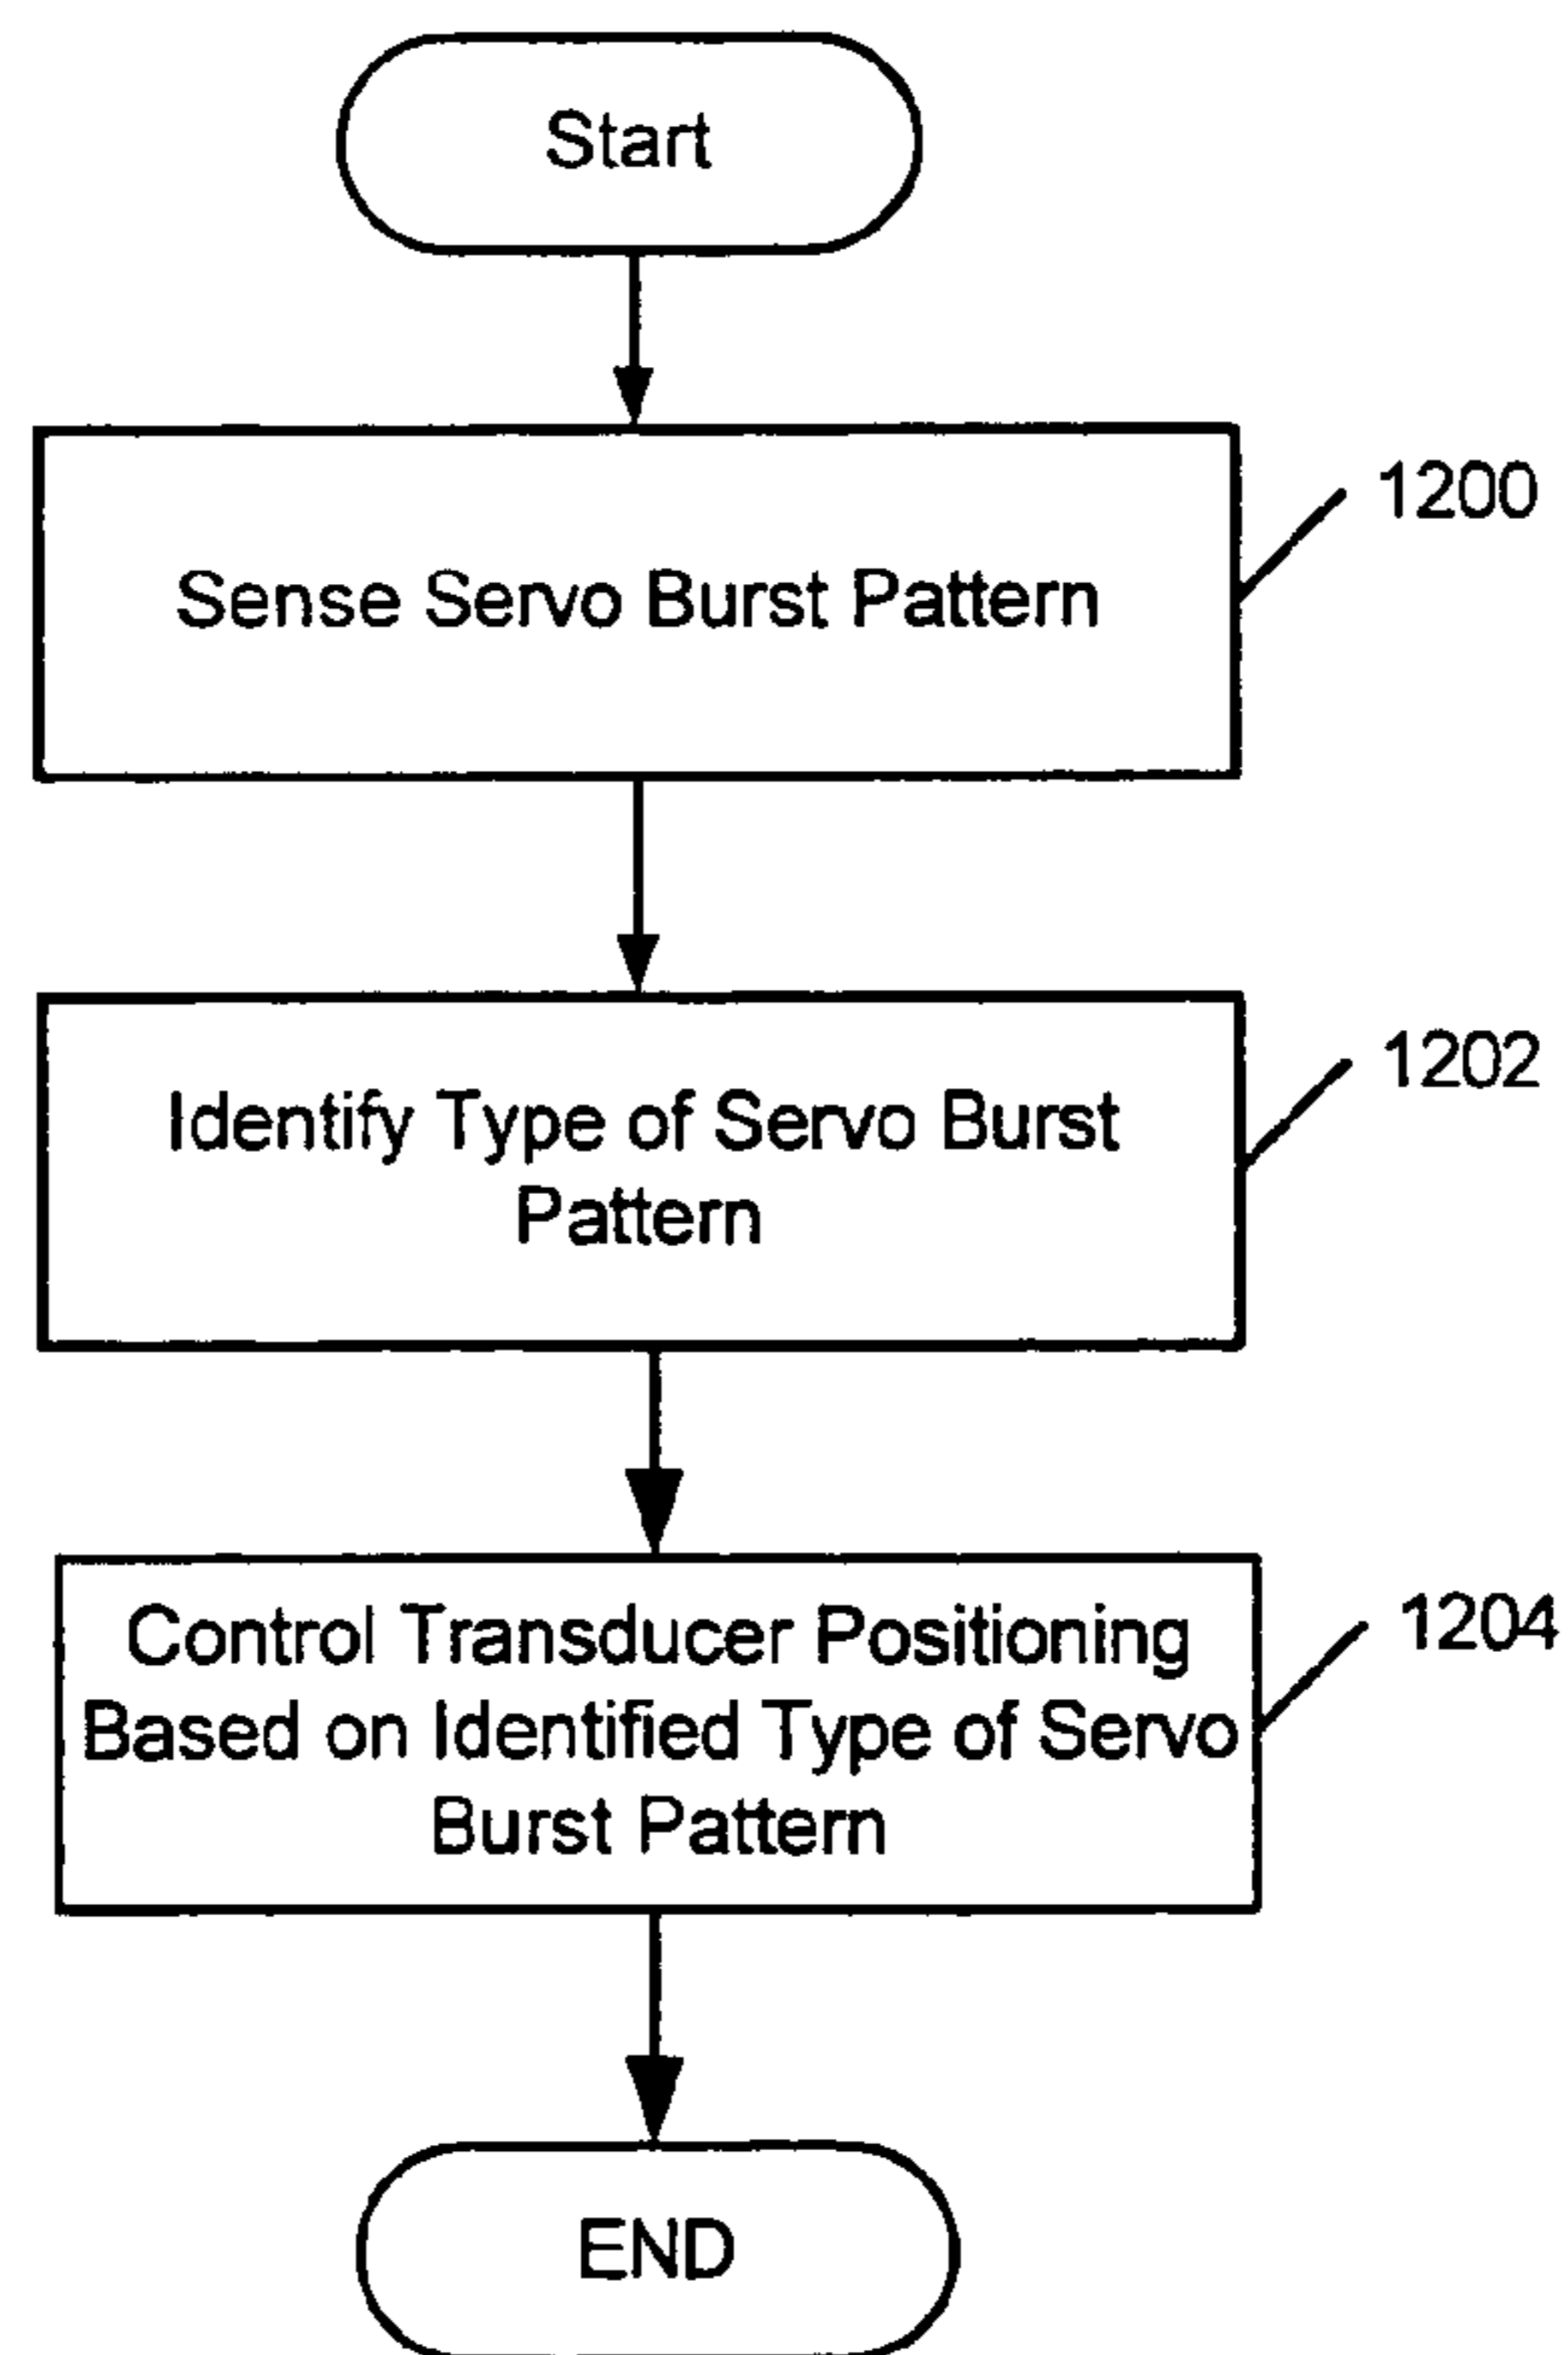 Start
Sense Servo Burst Pattern
1200
Identify Type of Servo Burst
Pattern
1202
Control Transducer Positioning
Based on Identified Type of Servo
Burst Pattern
1204
END